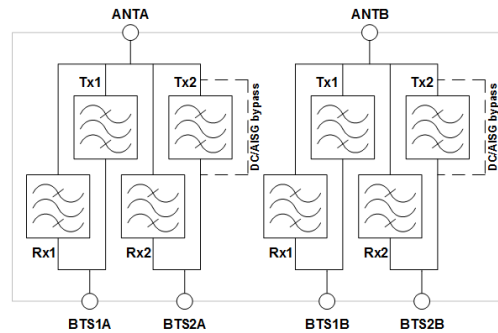 ANTA
ANTB
Tx1
Tx2
Tx1
Tx2
DC/AISG bypass
DC/AISG bypass
Rx1
Rx2
Rx1
Rx2
BTS1A
BTS2A
BTS1B
BTS2B